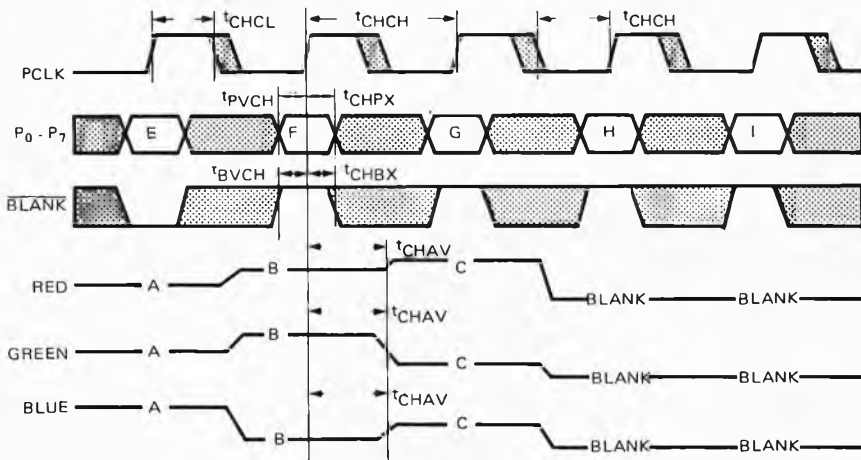 tCHCL tCHCH tCHCH
PCLK
tPVCH tCHPX
P0 - P7 E F G H I
tBVCH tCHBX
BLANK
tCHAV
RED A B C BLANK BLANK
tCHAV
GREEN A B C BLANK BLANK
tCHAV
BLUE A B C BLANK BLANK